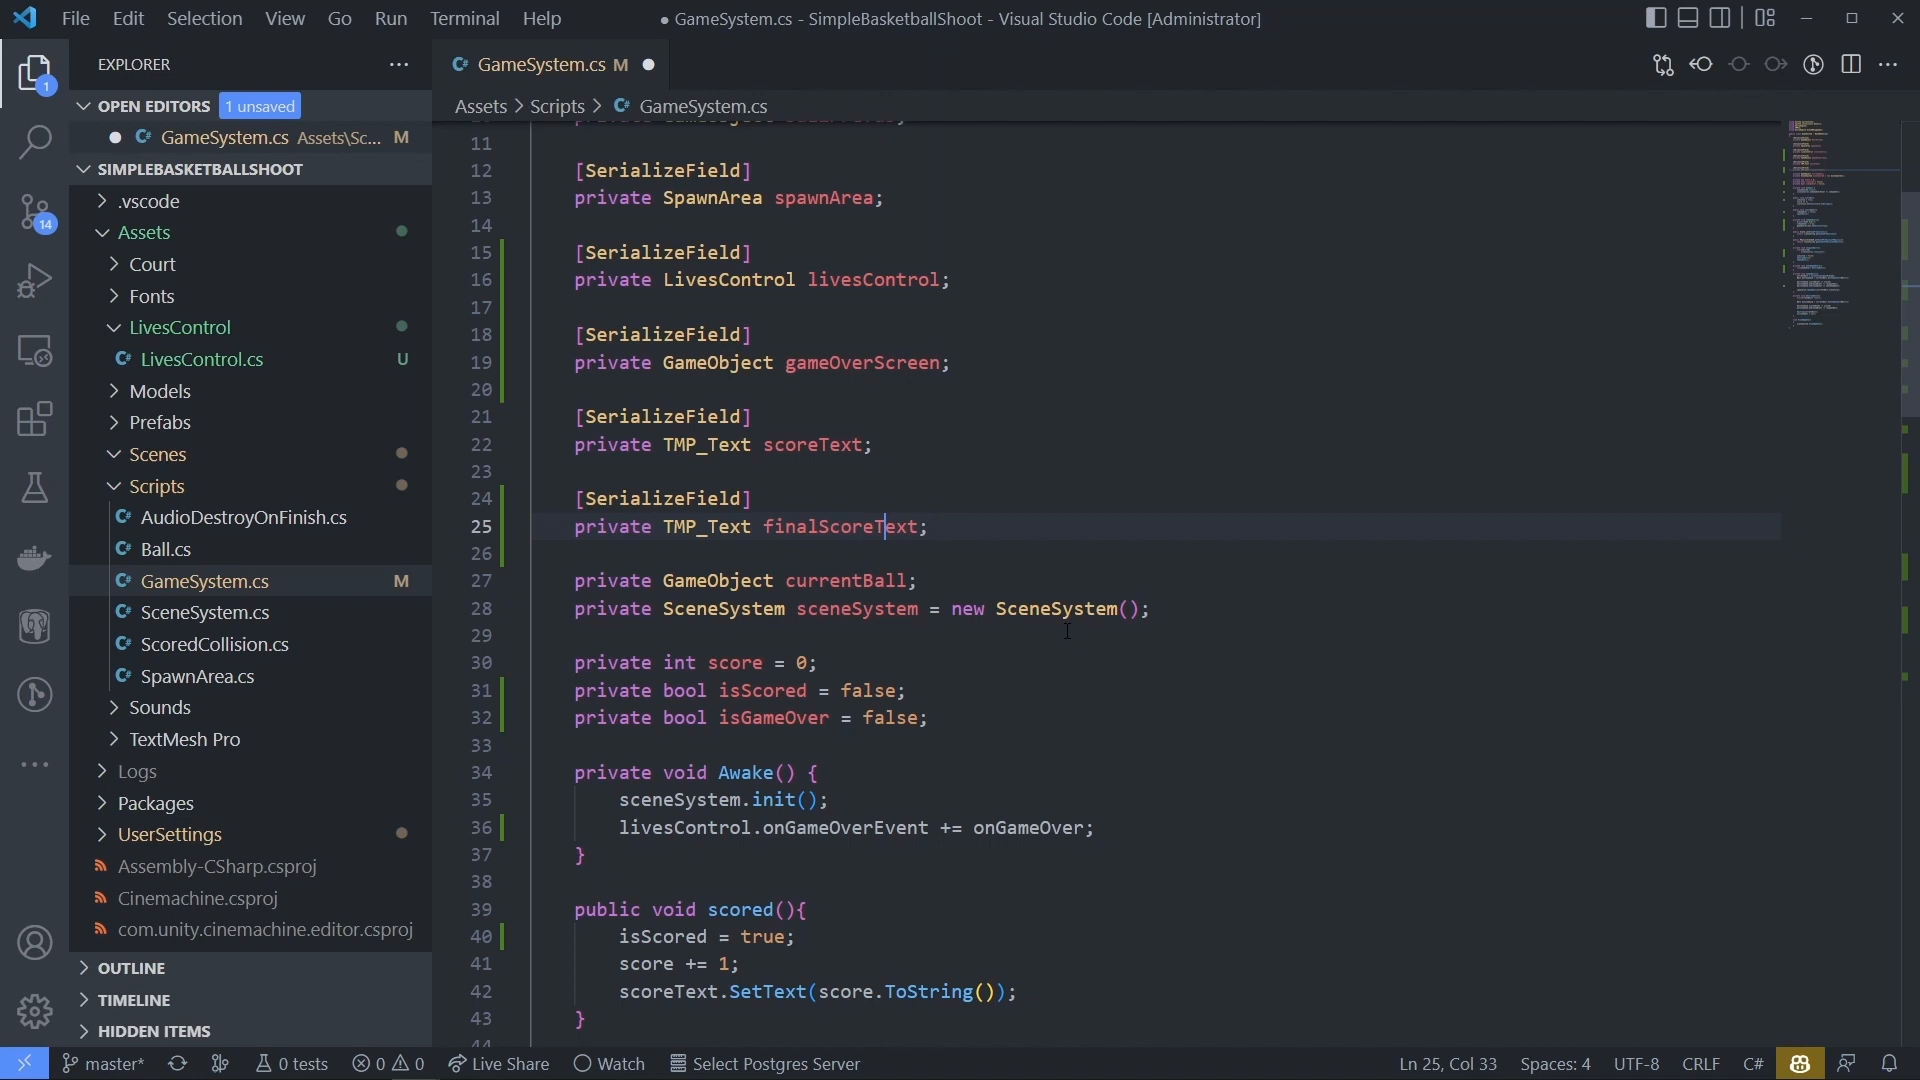 File Edit Selection View Go Run Terminal Help
● GameSystem.cs - SimpleBasketballShoot - Visual Studio Code [Administrator]
EXPLORER
OPEN EDITORS 1 unsaved
GameSystem.cs Assets\Sc... M
SIMPLEBASKETBALLSHOOT
.vscode
Assets
Court
Fonts
LivesControl
LivesControl.cs U
Models
Prefabs
Scenes
Scripts
AudioDestroyOnFinish.cs
Ball.cs
GameSystem.cs M
SceneSystem.cs
ScoredCollision.cs
SpawnArea.cs
Sounds
TextMesh Pro
Logs
Packages
UserSettings
Assembly-CSharp.csproj
Cinemachine.csproj
com.unity.cinemachine.editor.csproj
OUTLINE
TIMELINE
HIDDEN ITEMS
1
14
GameSystem.cs M
Assets > Scripts > GameSystem.cs
11
12 [SerializeField]
13 private SpawnArea spawnArea;
14
15 [SerializeField]
16 private LivesControl livesControl;
17
18 [SerializeField]
19 private GameObject gameOverScreen;
20
21 [SerializeField]
22 private TMP_Text scoreText;
23
24 [SerializeField]
25 private TMP_Text finalScoreText;
26
27 private GameObject currentBall;
28 private SceneSystem sceneSystem = new SceneSystem();
29
30 private int score = 0;
31 private bool isScored = false;
32 private bool isGameOver = false;
33
34 private void Awake() {
35 sceneSystem.init();
36 livesControl.onGameOverEvent += onGameOver;
37 }
38
39 public void scored(){
40 isScored = true;
41 score += 1;
42 scoreText.SetText(score.ToString());
43 }
44
master* 0 tests 0 0 Live Share Watch Select Postgres Server Ln 25, Col 33 Spaces: 4 UTF-8 CRLF C#